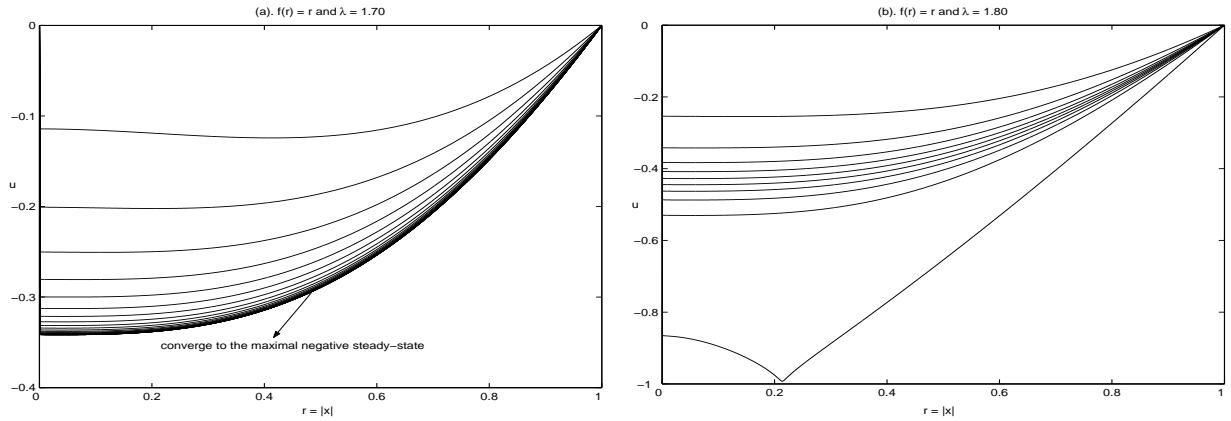 (a). f(r) = r and λ = 1.70
0
−0.1
u
−0.2
−0.3
converge to the maximal negative steady−state
−0.4
0 0.2 0.4 0.6 0.8 1
r = |x|
(b). f(r) = r and λ = 1.80
0
−0.2
−0.4
u
−0.6
−0.8
−1
0 0.2 0.4 0.6 0.8 1
r = |x|